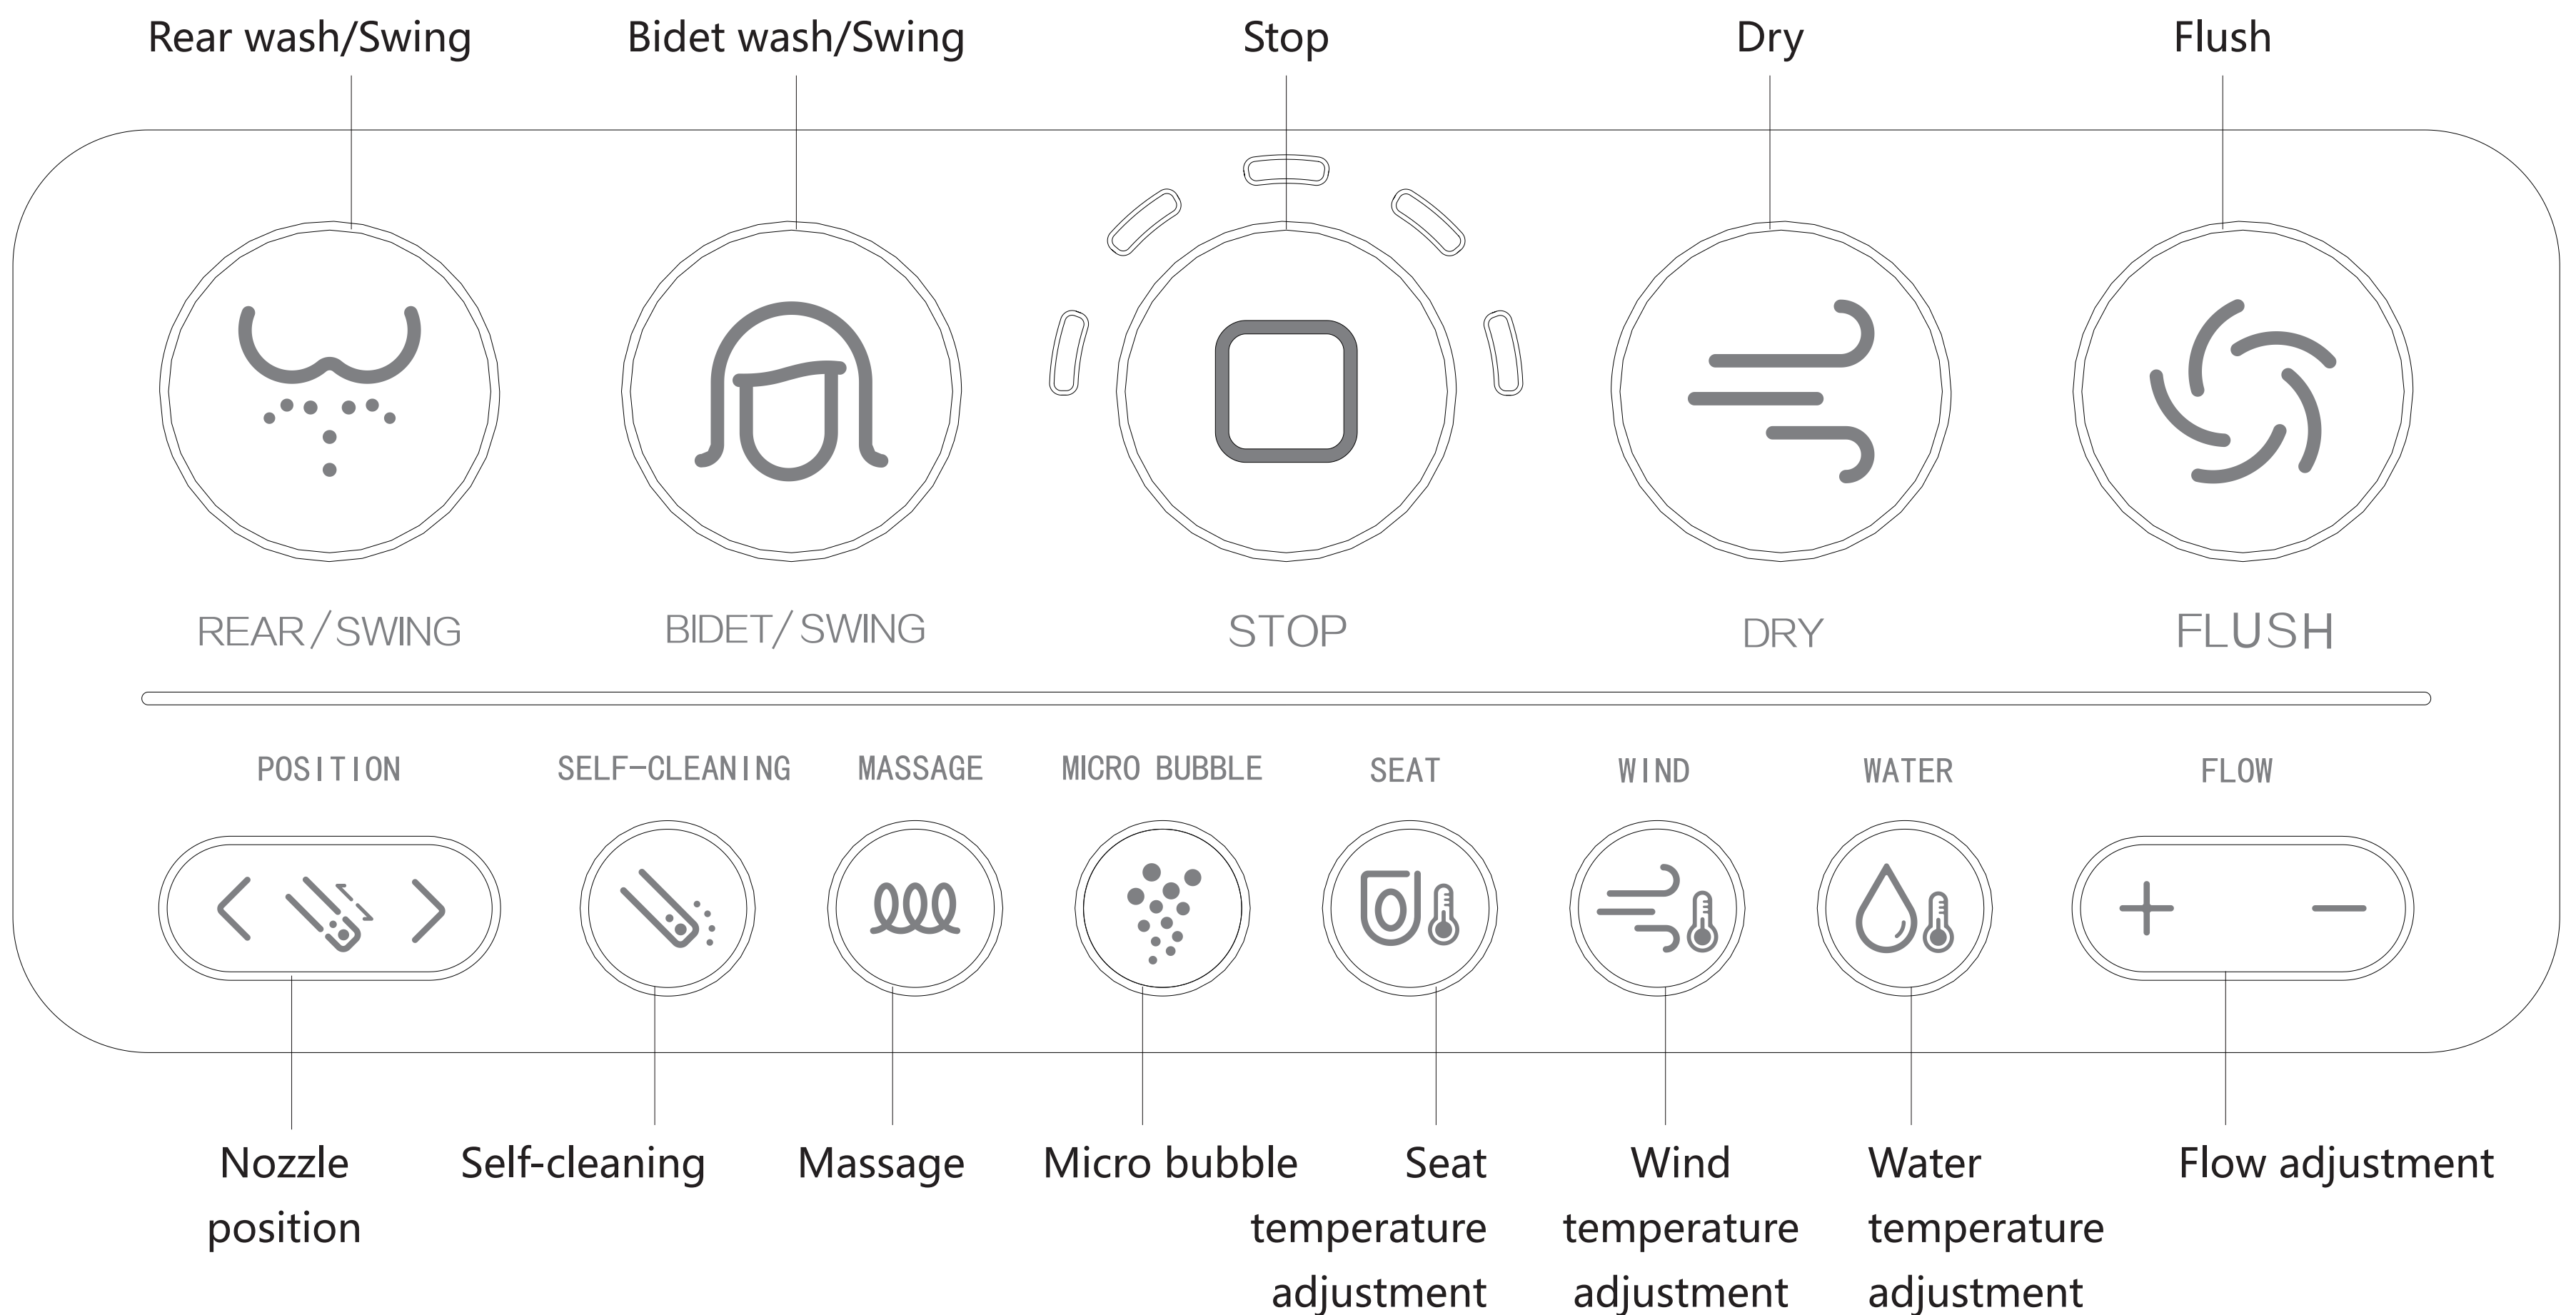 Rear wash/Swing Bidet wash/Swing Stop Dry Flush
REAR/SWING BIDET/SWING STOP DRY FLUSH
POSITION SELF-CLEANING MASSAGE MICRO BUBBLE SEAT WIND WATER FLOW
Nozzle Self-cleaning Massage Micro bubble Seat Wind Water Flow adjustment
position temperature temperature temperature
adjustment adjustment adjustment